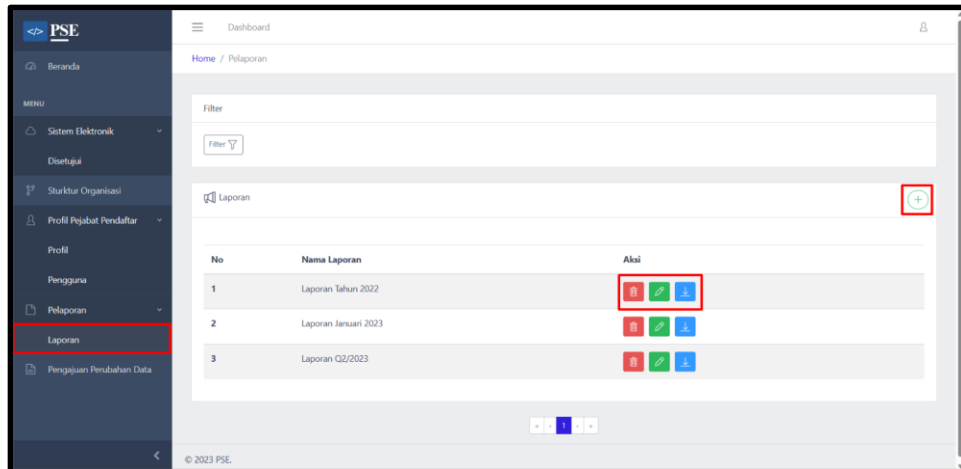 </> PSE
Beranda
MENU
Sistem Elektronik
Disetujui
Sturktur Organisasi
Profil Pejabat Pendaftar
Profil
Pengguna
Pelaporan
Laporan
Pengajuan Perubahan Data
Dashboard
Home / Pelaporan
Filter
Filter
Laporan
No Nama Laporan Aksi
1 Laporan Tahun 2022
2 Laporan Januari 2023
3 Laporan Q2/2023
« ‹ 1 › »
© 2023 PSE.